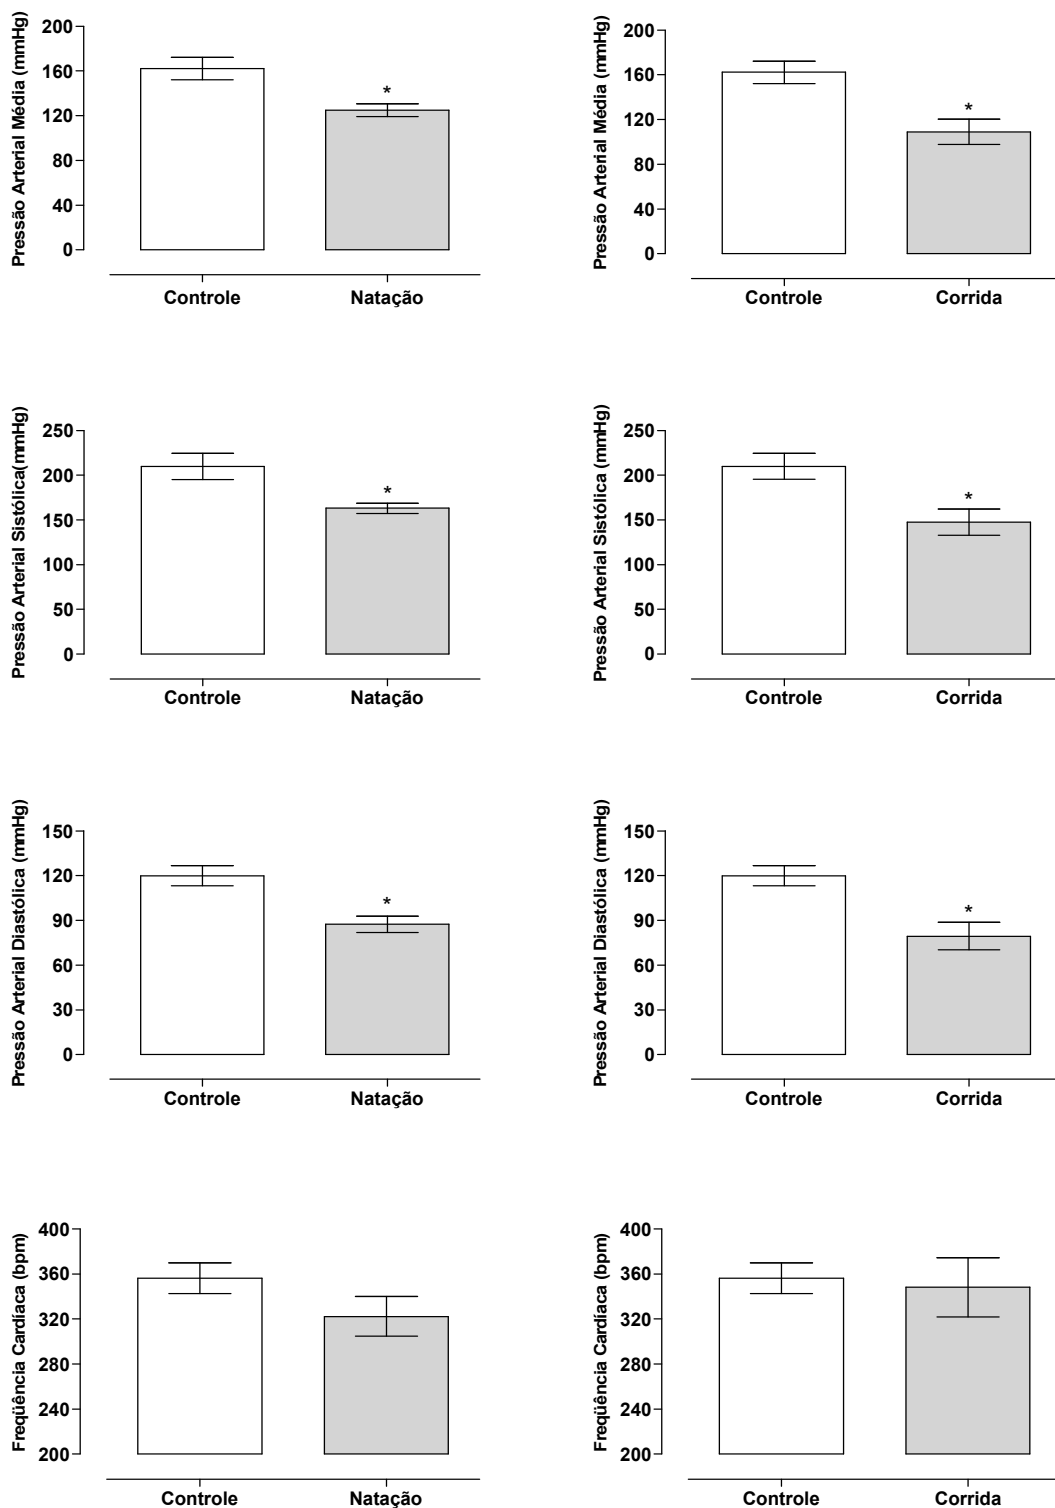 Pressão Arterial Média (mmHg)
200
160
120
80
40
0
*
Controle
Natação
Pressão Arterial Média (mmHg)
200
160
120
80
40
0
*
Controle
Corrida
Pressão Arterial Sistólica(mmHg)
250
200
150
100
50
0
*
Controle
Natação
Pressão Arterial Sistólica (mmHg)
250
200
150
100
50
0
*
Controle
Corrida
Pressão Arterial Diastólica (mmHg)
150
120
90
60
30
0
*
Controle
Natação
Pressão Arterial Diastólica (mmHg)
150
120
90
60
30
0
*
Controle
Corrida
Freqüência Cardíaca (bpm)
400
360
320
280
240
200
Controle
Natação
Freqüência Cardíaca (bpm)
400
360
320
280
240
200
Controle
Corrida